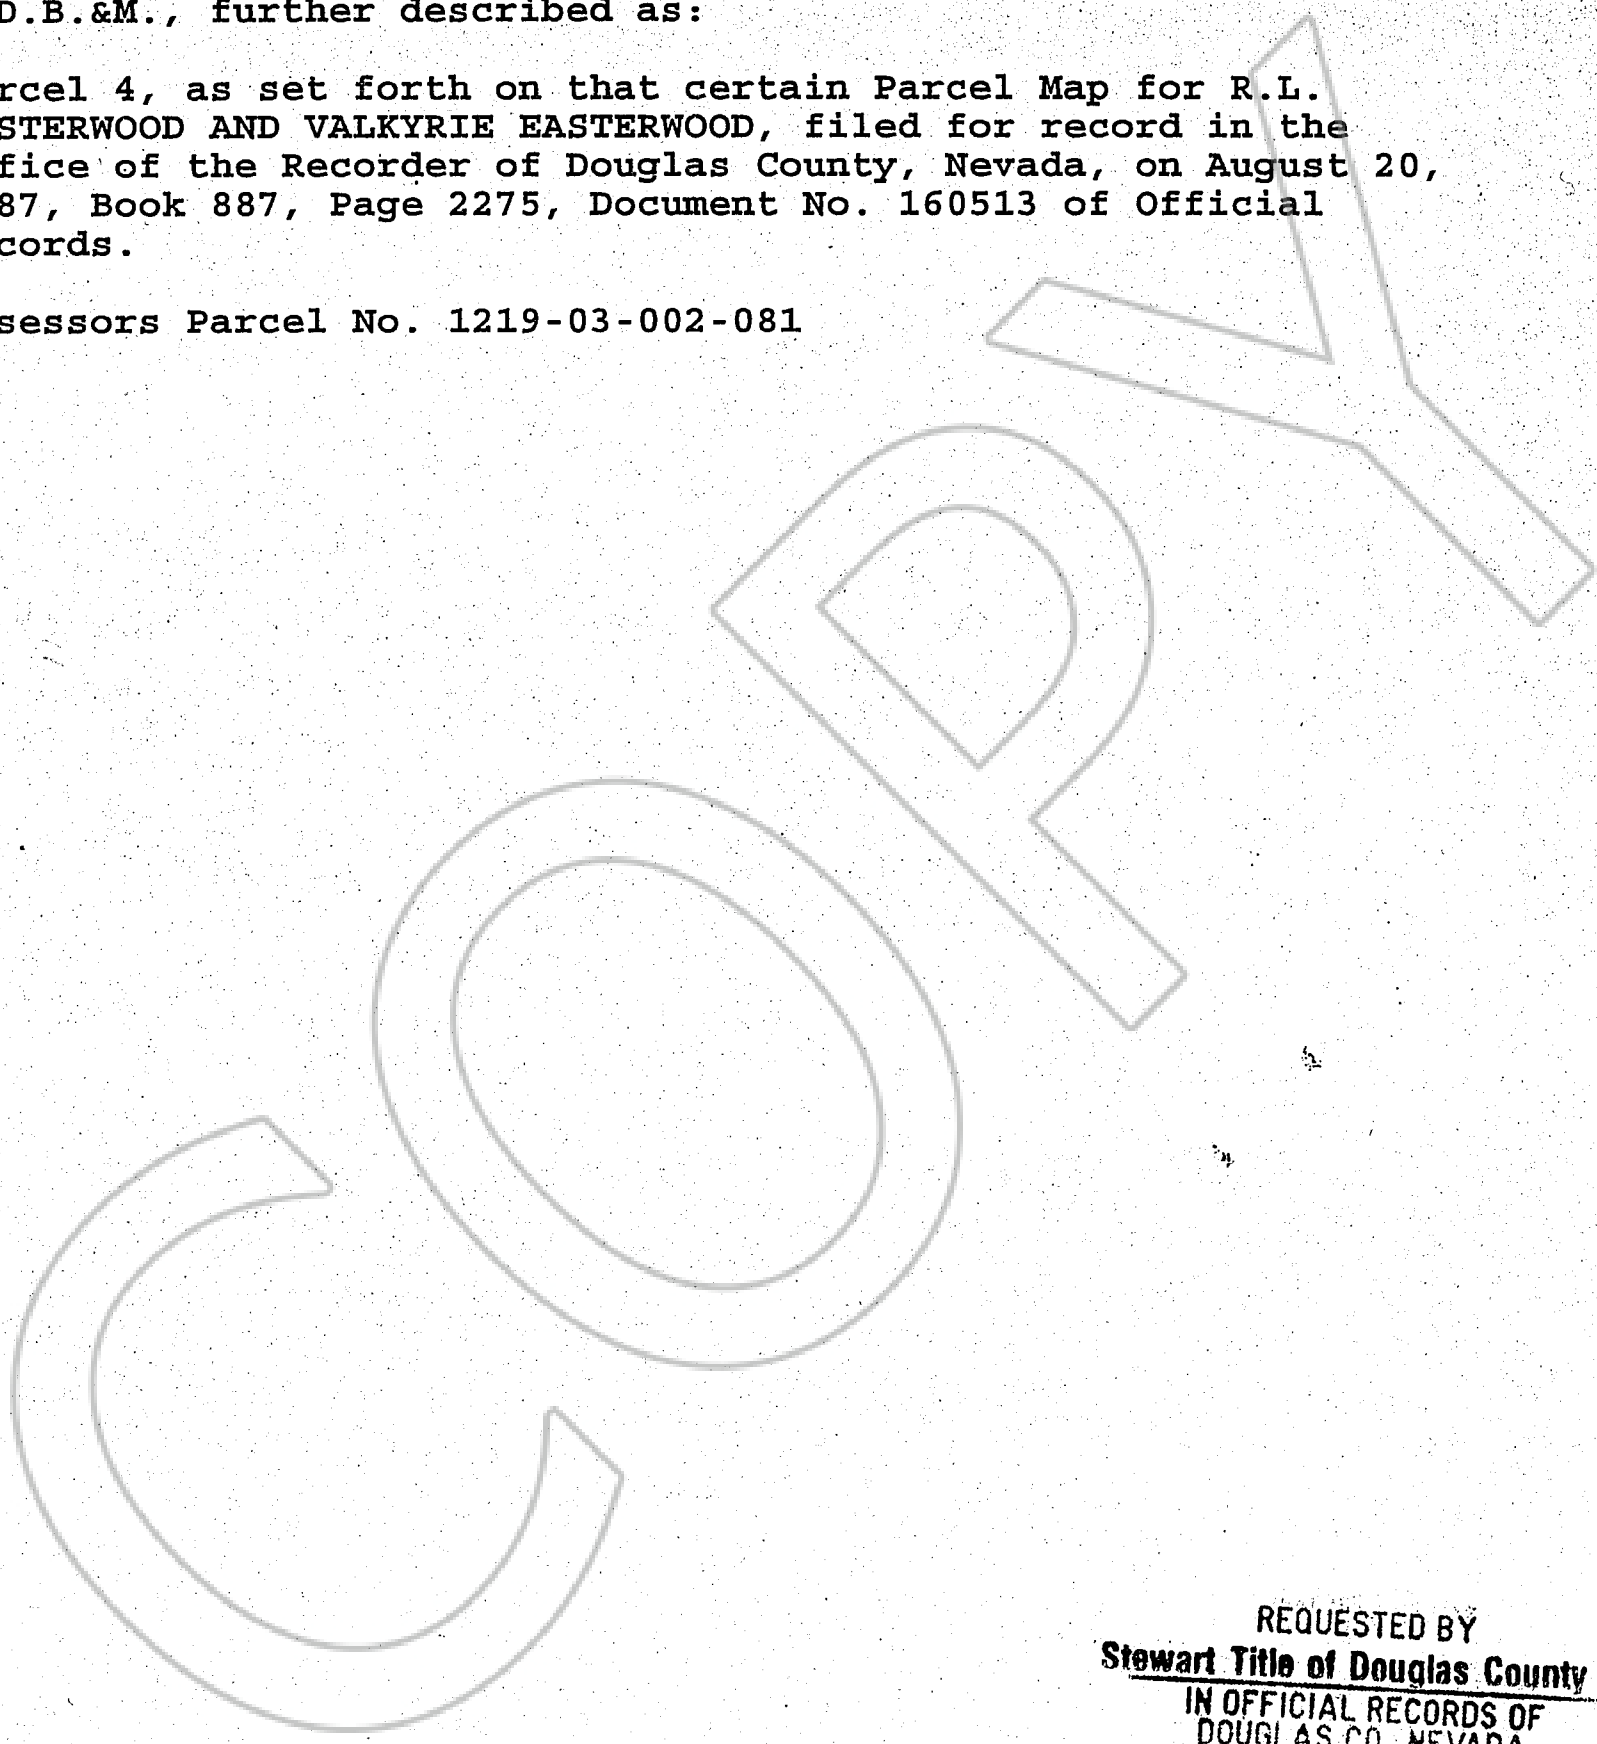 D.B.&M., further described as:
rcel 4, as set forth on that certain Parcel Map for R.L.
STERWOOD AND VALKYRIE EASTERWOOD, filed for record in the
fice of the Recorder of Douglas County, Nevada, on August 20,
87, Book 887, Page 2275, Document No. 160513 of Official
cords.
sessors Parcel No. 1219-03-002-081
COPY
REQUESTED BY
Stewart Title of Douglas County
IN OFFICIAL RECORDS OF
DOUGLAS CO., NEVADA